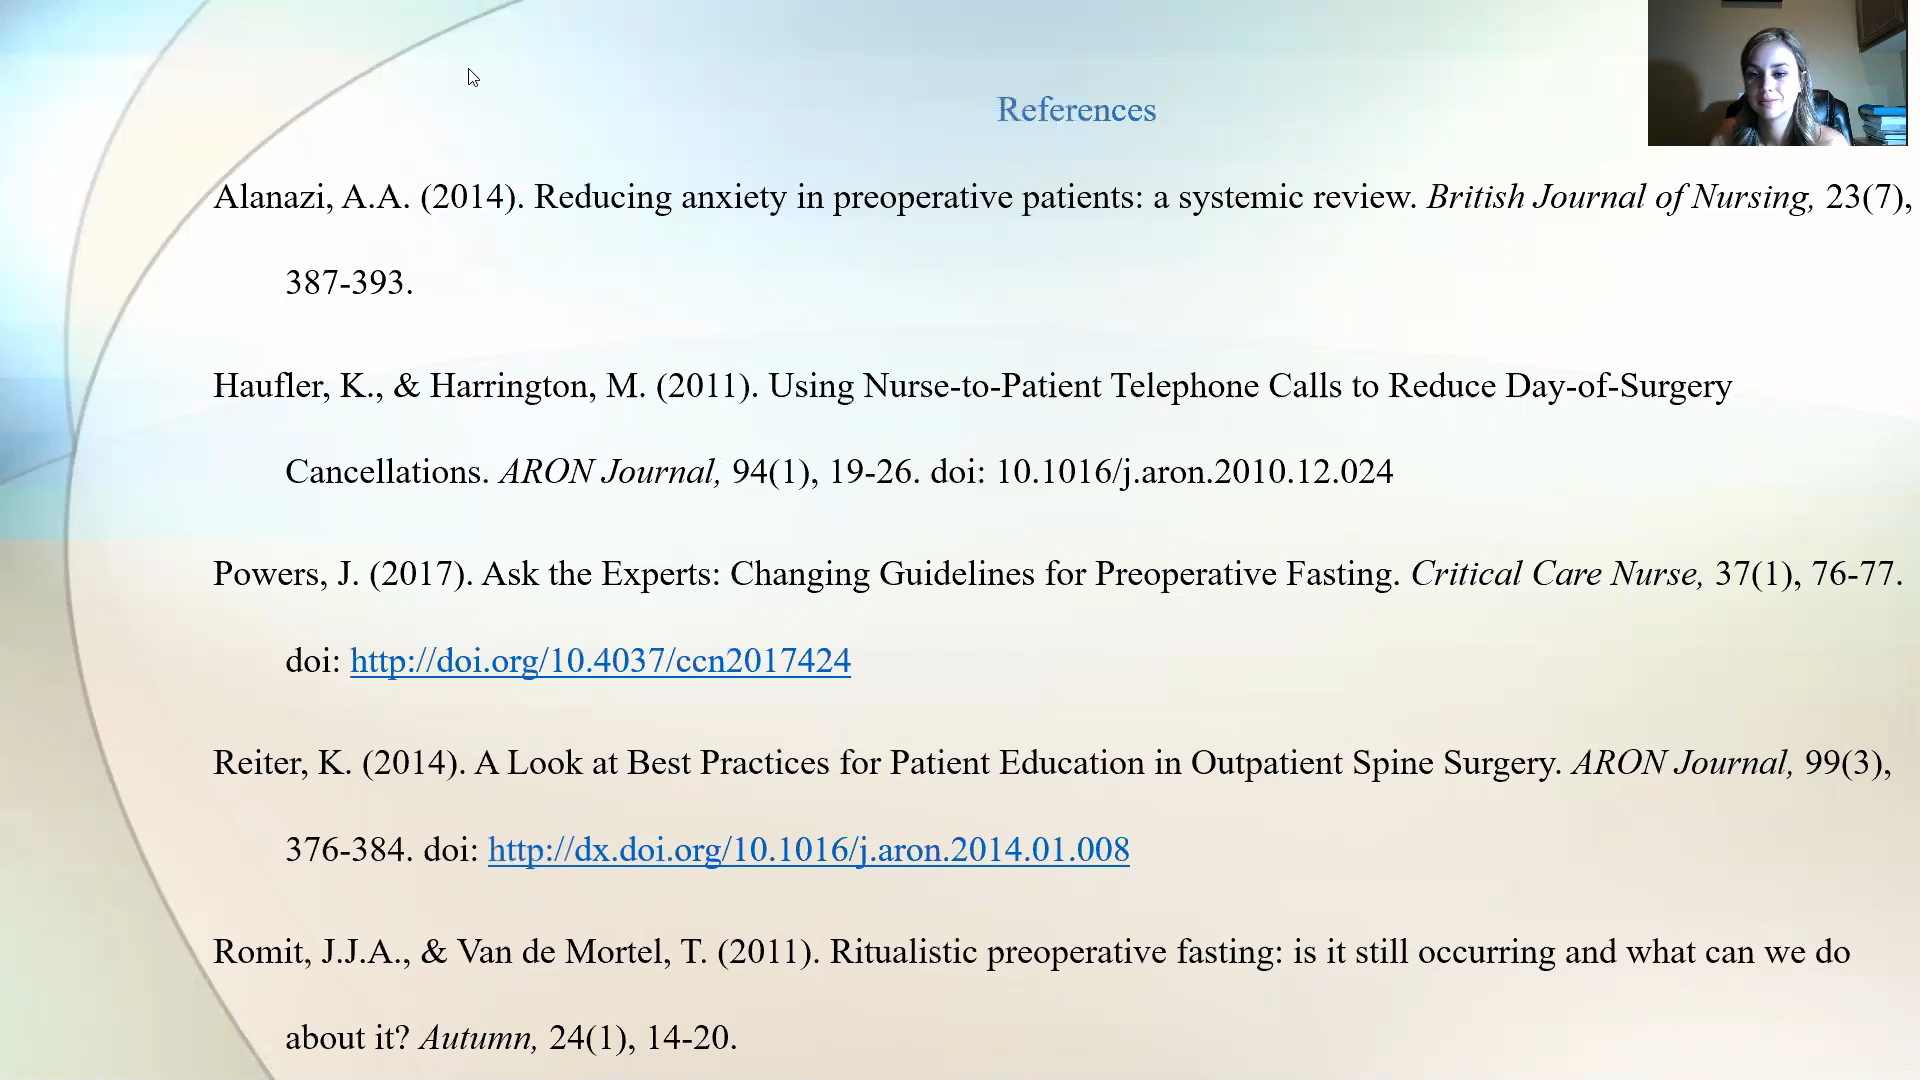 References
Alanazi, A.A. (2014). Reducing anxiety in preoperative patients: a systemic review. British Journal of Nursing, 23(7),
387-393.
Haufler, K., & Harrington, M. (2011). Using Nurse-to-Patient Telephone Calls to Reduce Day-of-Surgery
Cancellations. ARON Journal, 94(1), 19-26. doi: 10.1016/j.aron.2010.12.024
Powers, J. (2017). Ask the Experts: Changing Guidelines for Preoperative Fasting. Critical Care Nurse, 37(1), 76-77.
doi: http://doi.org/10.4037/ccn2017424
Reiter, K. (2014). A Look at Best Practices for Patient Education in Outpatient Spine Surgery. ARON Journal, 99(3),
376-384. doi: http://dx.doi.org/10.1016/j.aron.2014.01.008
Romit, J.J.A., & Van de Mortel, T. (2011). Ritualistic preoperative fasting: is it still occurring and what can we do
about it? Autumn, 24(1), 14-20.